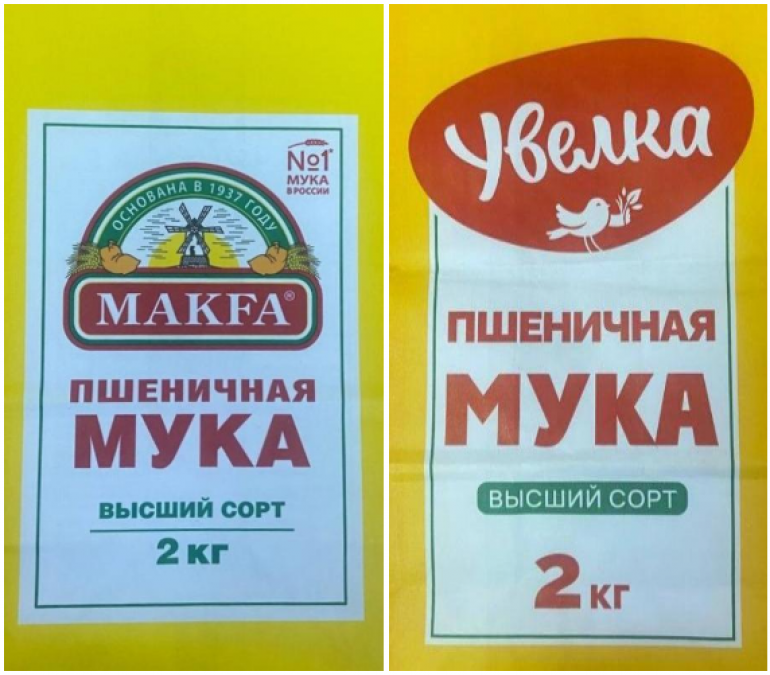 №1*
МУКА
В РОССИИ
ОСНОВАНА В 1937 ГОДУ
MAKFA®
ПШЕНИЧНАЯ
МУКА
ВЫСШИЙ СОРТ
2 КГ
Увелка
ПШЕНИЧНАЯ
МУКА
ВЫСШИЙ СОРТ
2 КГ